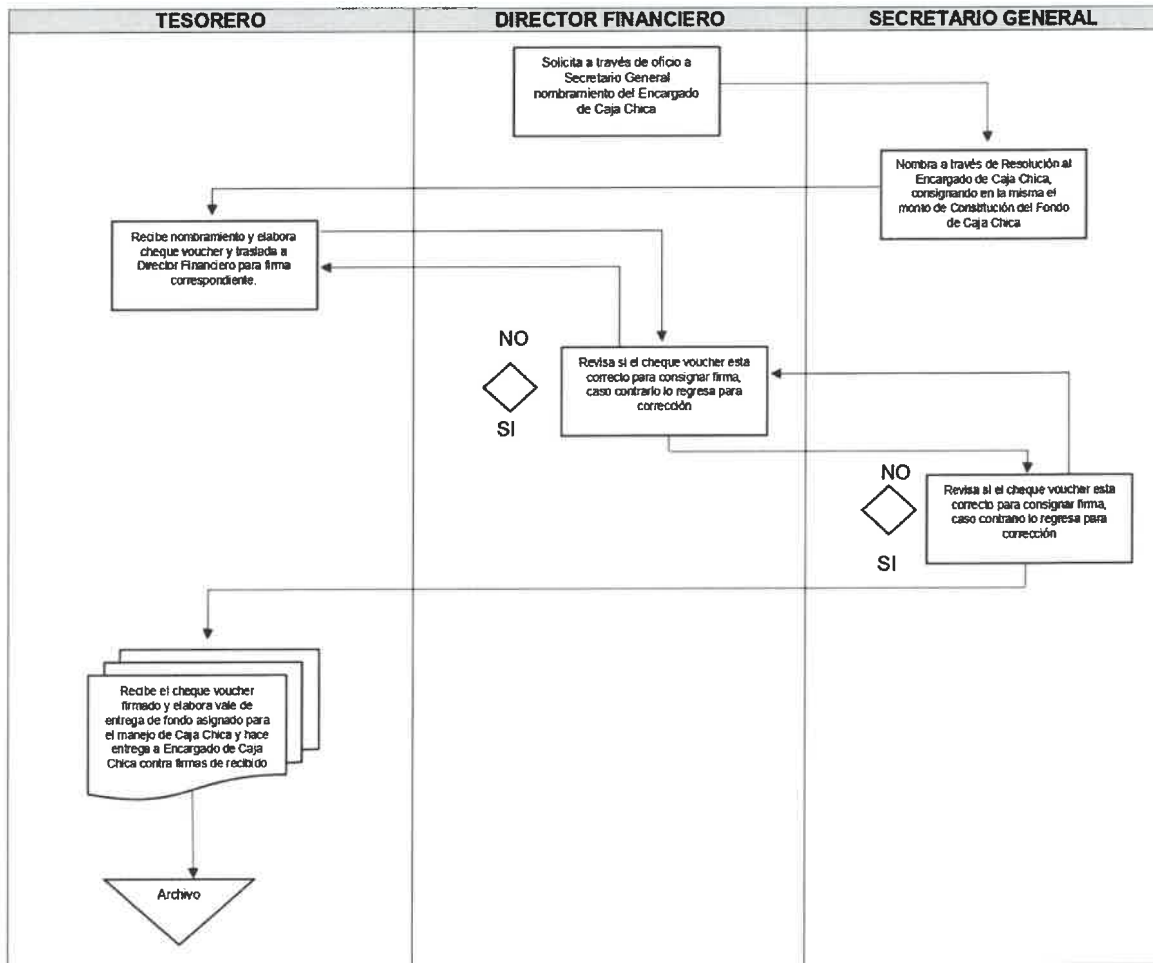 TESORERO
DIRECTOR FINANCIERO
SECRETARIO GENERAL
Solicita a través de oficio a
Secretario General
nombramiento del Encargado
de Caja Chica
Nombra a través de Resolución al
Encargado de Caja Chica,
consignando en la misma el
monto de Constitución del Fondo
de Caja Chica
Recibe nombramiento y elabora
cheque voucher y traslada a
Director Financiero para firma
correspondiente.
NO
SI
Revisa si el cheque voucher esta
correcto para consignar firma,
caso contrario lo regresa para
corrección
NO
SI
Revisa si el cheque voucher esta
correcto para consignar firma,
caso contrario lo regresa para
corrección
Recibe el cheque voucher
firmado y elabora vale de
entrega de fondo asignado para
el manejo de Caja Chica y hace
entrega a Encargado de Caja
Chica contra firmas de recibido
Archivo